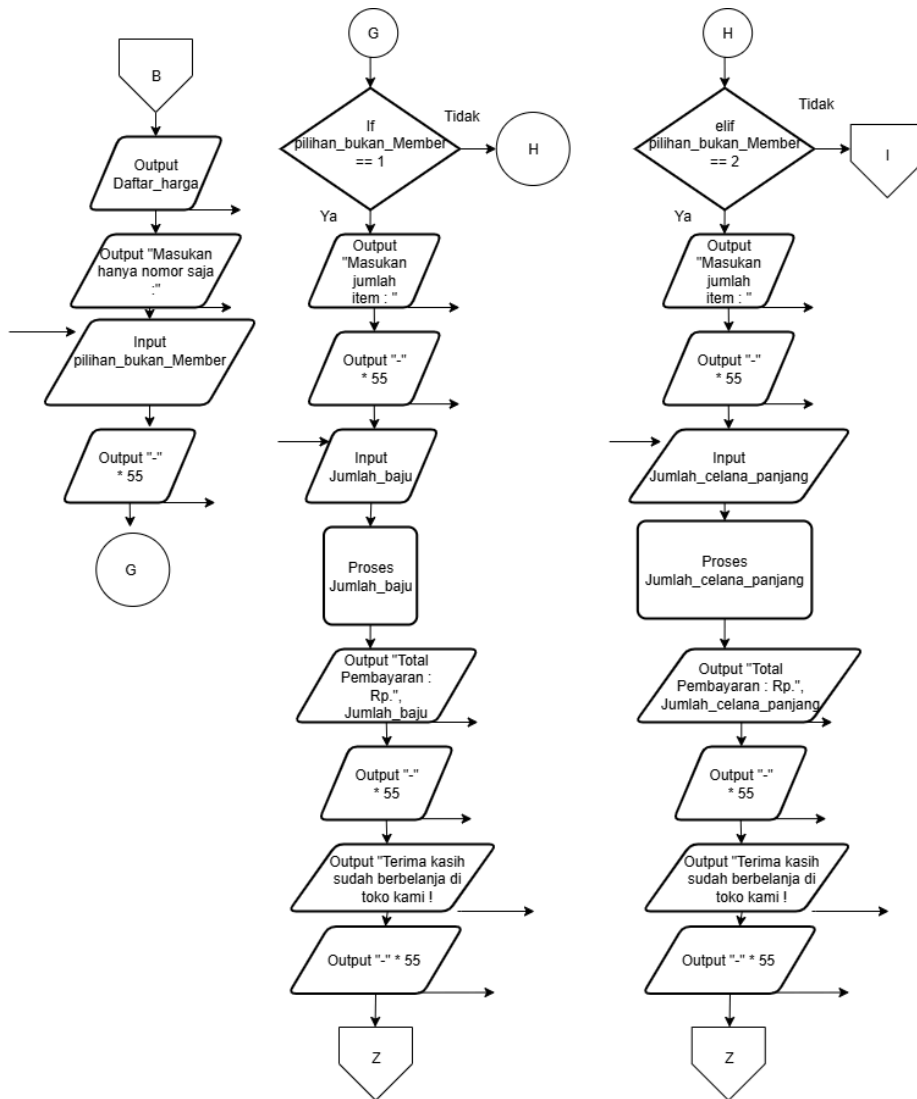 B
Output
Daftar_harga
Output "Masukan
hanya nomor saja
:"
Input
pilihan_bukan_Member
Output "-"
* 55
G
G
If
pilihan_bukan_Member
== 1
Tidak
H
Ya
Output
"Masukan
jumlah
item : "
Output "-"
* 55
Input
Jumlah_baju
Proses
Jumlah_baju
Output "Total
Pembayaran :
Rp.",
Jumlah_baju
Output "-"
* 55
Output "Terima kasih
sudah berbelanja di
toko kami !
Output "-" * 55
Z
H
elif
pilihan_bukan_Member
== 2
Tidak
I
Ya
Output
"Masukan
jumlah
item : "
Output "-"
* 55
Input
Jumlah_celana_panjang
Proses
Jumlah_celana_panjang
Output "Total
Pembayaran : Rp.",
Jumlah_celana_panjang
Output "-"
* 55
Output "Terima kasih
sudah berbelanja di
toko kami !
Output "-" * 55
Z